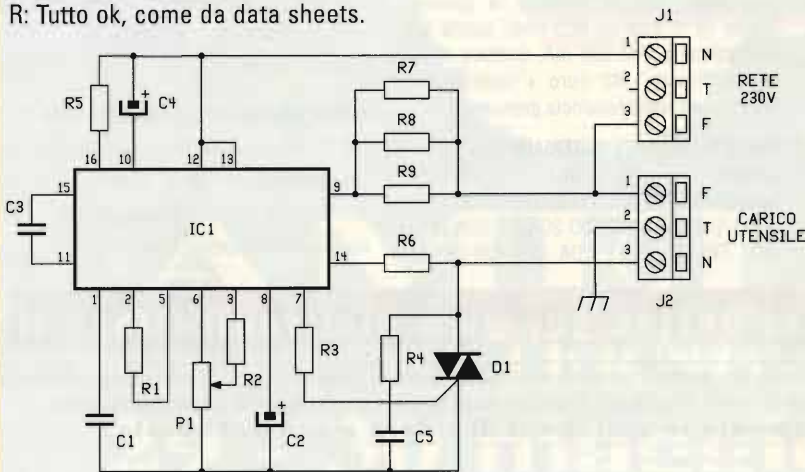 R: Tutto ok, come da data sheets.
J1
1
N
2
T
3
F
RETE
230V
R5
C4
+
R7
R8
R9
16
10
12
13
15
C3
11
IC1
9
14
R6
1
F
2
T
3
N
CARICO
UTENSILE
J2
1
2
5
6
3
8
7
R1
R2
R3
R4
D1
P1
C1
C2
+
C5